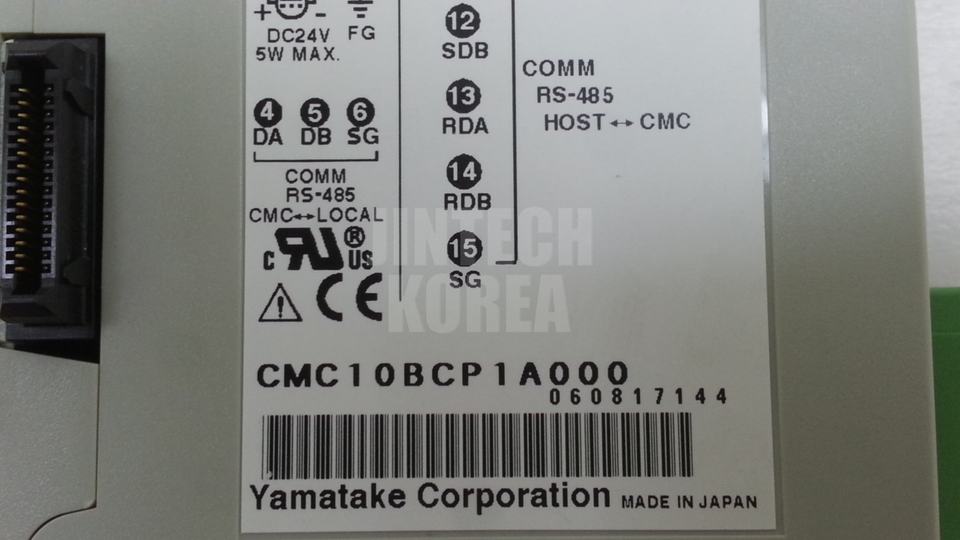 + -
DC24V FG
5W MAX.
4 5 6
DA DB SG
COMM
RS-485
CMC↔LOCAL
12
SDB
13
RDA
14
RDB
15
SG
COMM
RS-485
HOST↔CMC
C RU® US
CE
JINTECH
KOREA
CMC10BCP1A000
060817144
Yamatake Corporation MADE IN JAPAN